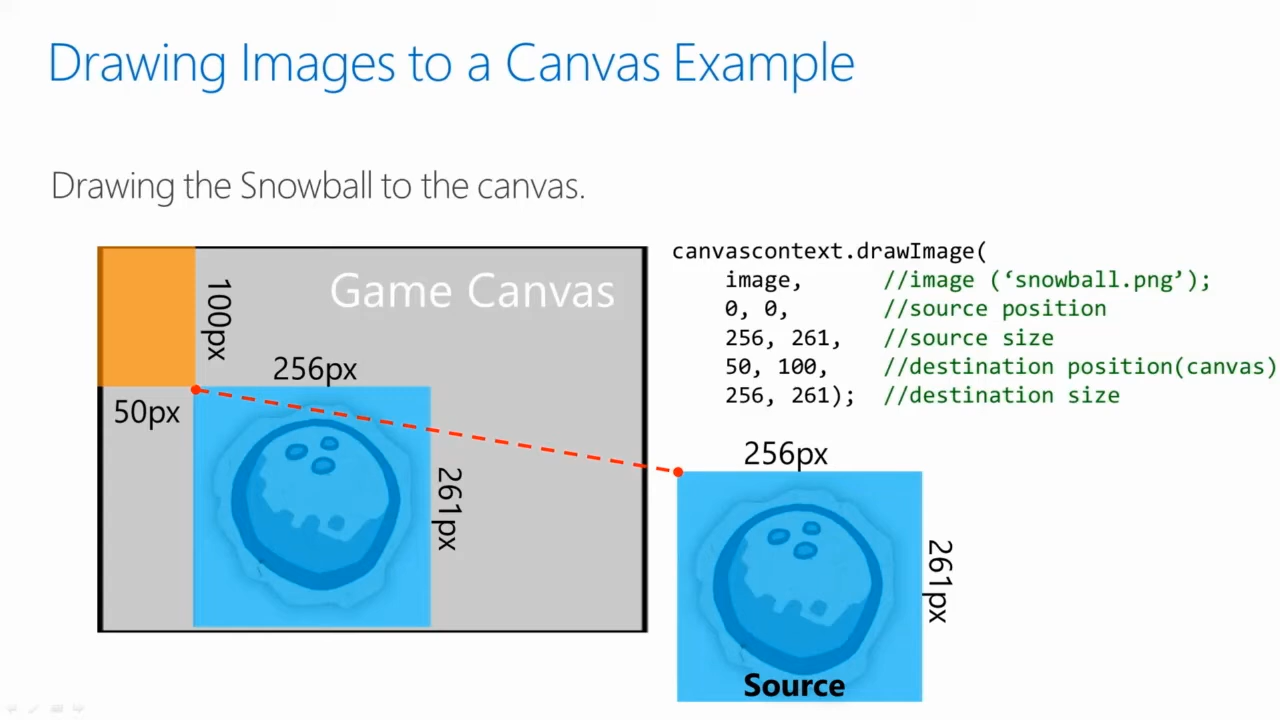 Drawing Images to a Canvas Example
Drawing the Snowball to the canvas.
Game Canvas
100px
256px
50px
261px
canvascontext.drawImage(
image, //image (‘snowball.png’);
0, 0, //source position
256, 261, //source size
50, 100, //destination position(canvas)
256, 261); //destination size
256px
261px
Source